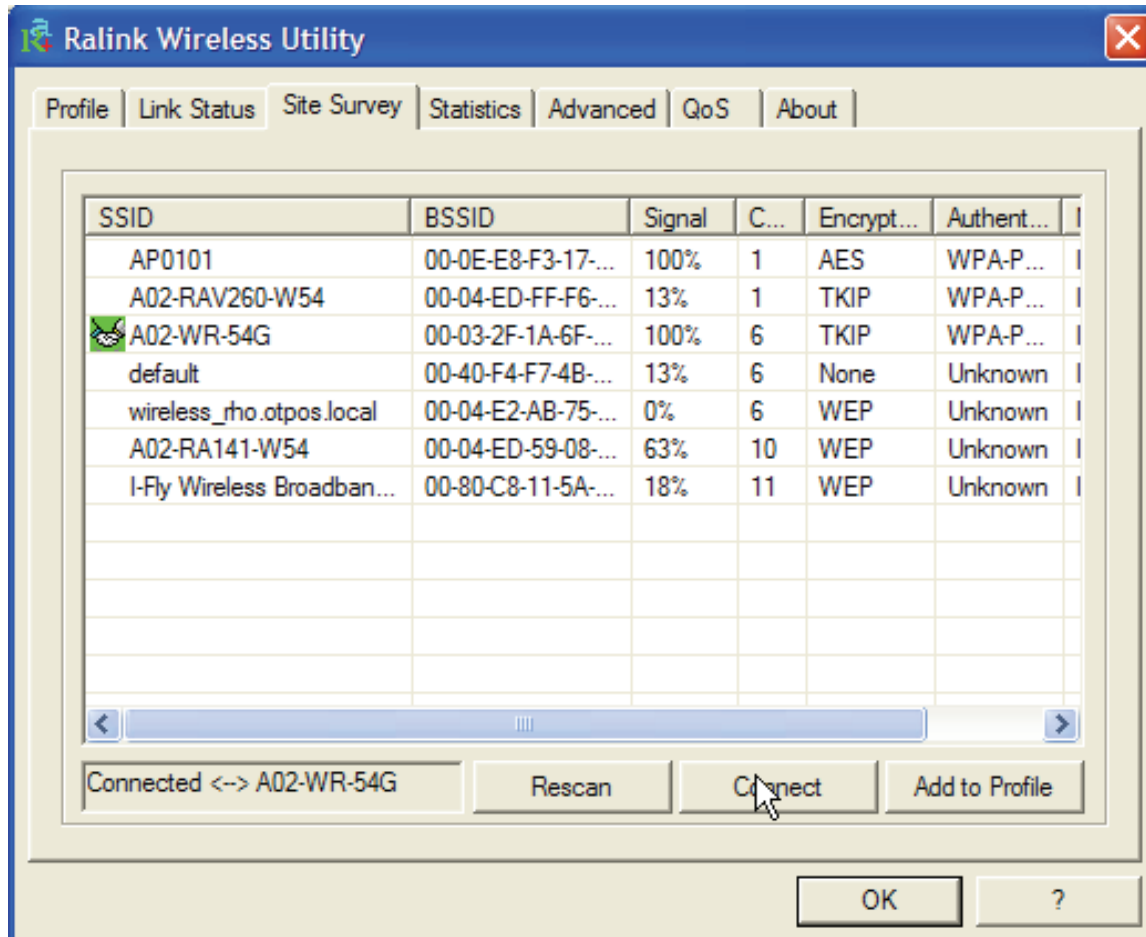 Ralink Wireless Utility
Profile Link Status Site Survey Statistics Advanced QoS About
SSID BSSID Signal C... Encrypt... Authent...
AP0101 00-0E-E8-F3-17-... 100% 1 AES WPA-P...
A02-RAV260-W54 00-04-ED-FF-F6-... 13% 1 TKIP WPA-P...
A02-WR-54G 00-03-2F-1A-6F-... 100% 6 TKIP WPA-P...
default 00-40-F4-F7-4B-... 13% 6 None Unknown
wireless_rho.otpos.local 00-04-E2-AB-75-... 0% 6 WEP Unknown
A02-RA141-W54 00-04-ED-59-08-... 63% 10 WEP Unknown
I-Fly Wireless Broadban... 00-80-C8-11-5A-... 18% 11 WEP Unknown
Connected <--> A02-WR-54G Rescan Connect Add to Profile
OK ?